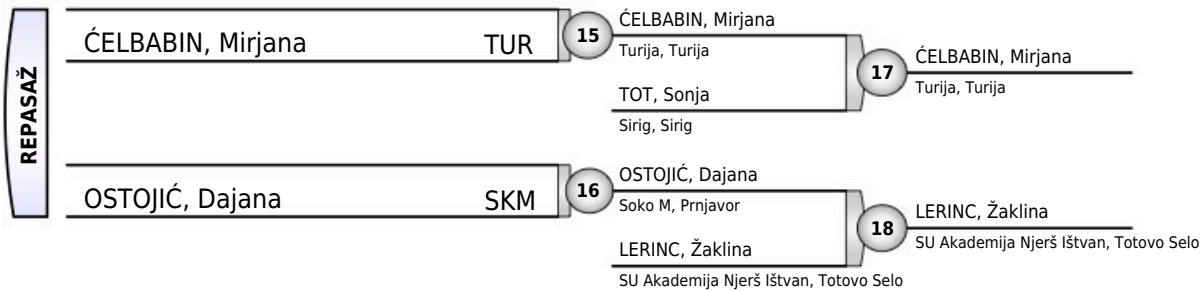 REPASAŽ
ĆELBABIN, Mirjana TUR
15
ĆELBABIN, Mirjana
Turija, Turija
TOT, Sonja
Sirig, Sirig
17
ĆELBABIN, Mirjana
Turija, Turija
OSTOJIĆ, Dajana SKM
16
OSTOJIĆ, Dajana
Soko M, Prnjavor
LERINC, Žaklina
SU Akademija Njerš Ištvan, Totovo Selo
18
LERINC, Žaklina
SU Akademija Njerš Ištvan, Totovo Selo